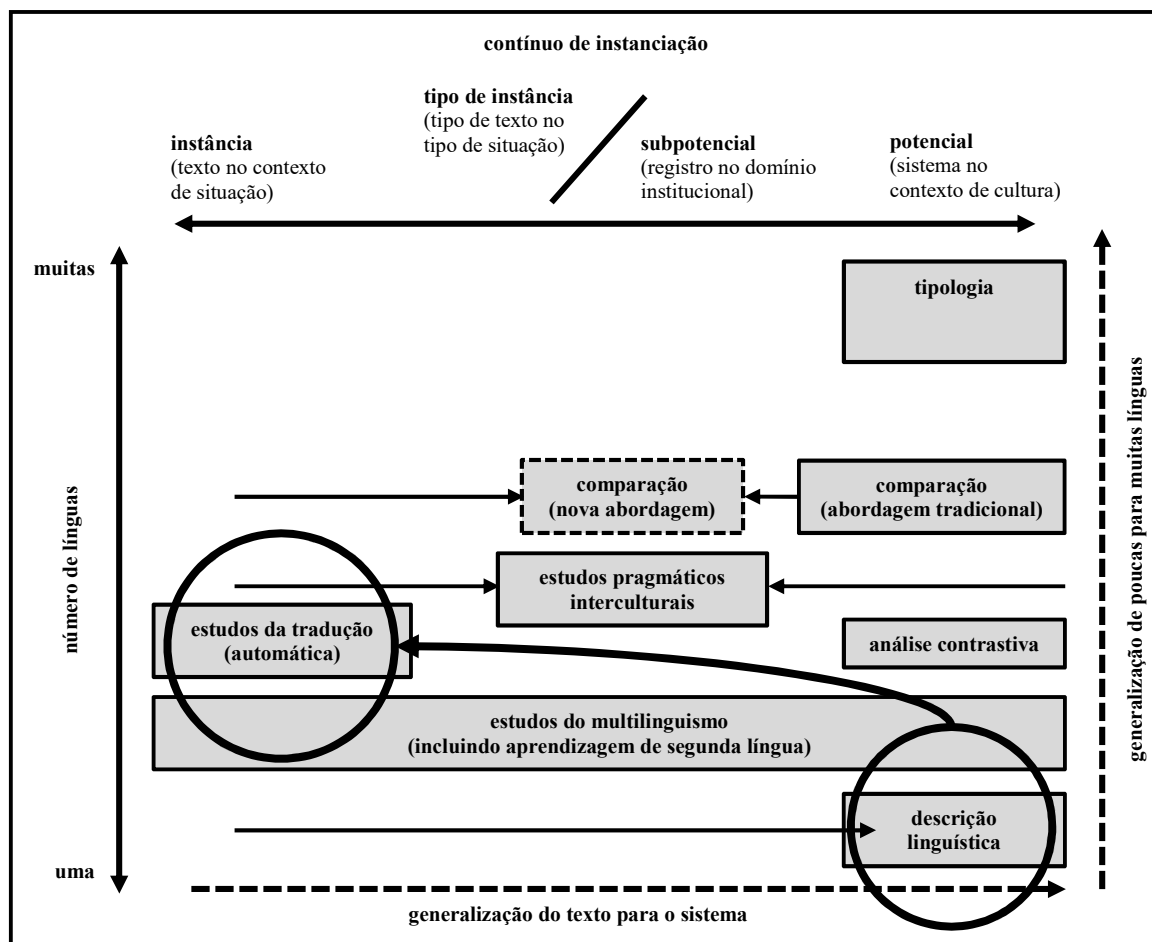 contínuo de instanciação
tipo de instância
(tipo de texto no
tipo de situação)
instância
(texto no contexto
de situação)
subpotencial
(registro no domínio
institucional)
potencial
(sistema no
contexto de cultura)
muitas
tipologia
comparação
(nova abordagem)
comparação
(abordagem tradicional)
estudos pragmáticos
interculturais
estudos da tradução
(automática)
análise contrastiva
estudos do multilinguismo
(incluindo aprendizagem de segunda língua)
descrição
linguística
uma
generalização do texto para o sistema
número de línguas
generalização de poucas para muitas línguas